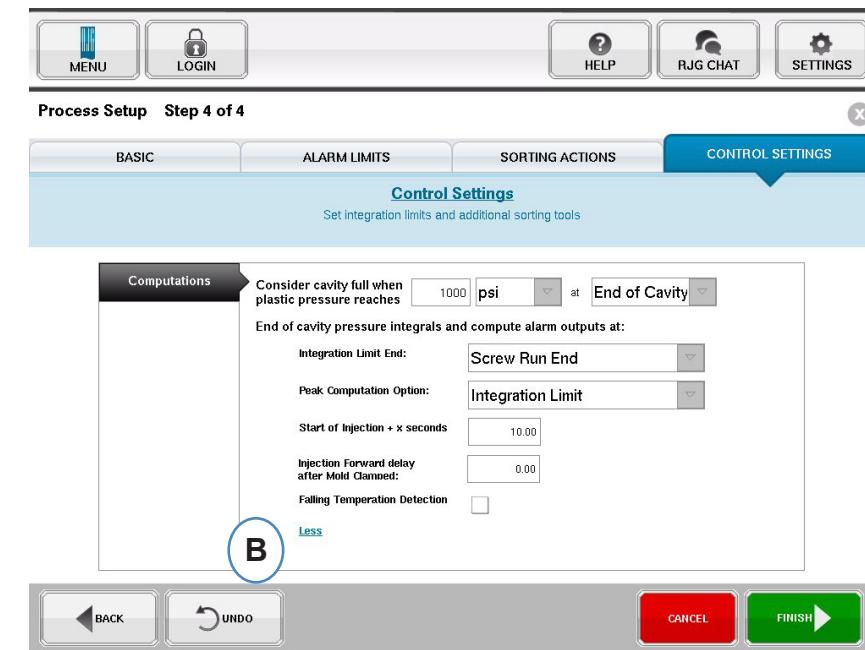 MENU
LOGIN
HELP
RJG CHAT
SETTINGS
Process Setup Step 4 of 4
X
BASIC
ALARM LIMITS
SORTING ACTIONS
CONTROL SETTINGS
Control Settings
Set integration limits and additional sorting tools
Computations
Consider cavity full when
plastic pressure reaches
1000 psi at End of Cavity
End of cavity pressure integrals and compute alarm outputs at:
Integration Limit End: Screw Run End
Peak Computation Option: Integration Limit
Start of Injection + x seconds 10.00
Injection Forward delay
after Mold Clamped: 0.00
Falling Temperature Detection
Less
B
BACK
UNDO
CANCEL
FINISH